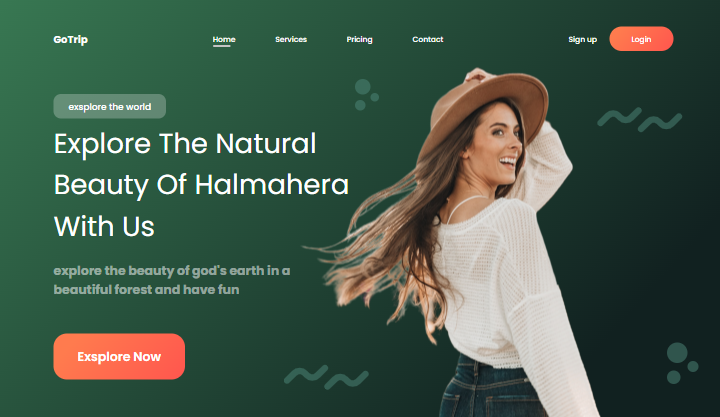 GoTrip
Home
Services
Pricing
Contact
Sign up
Login
exsplore the world
Explore The Natural
Beauty Of Halmahera
With Us
explore the beauty of god's earth in a
beautiful forest and have fun
Exsplore Now